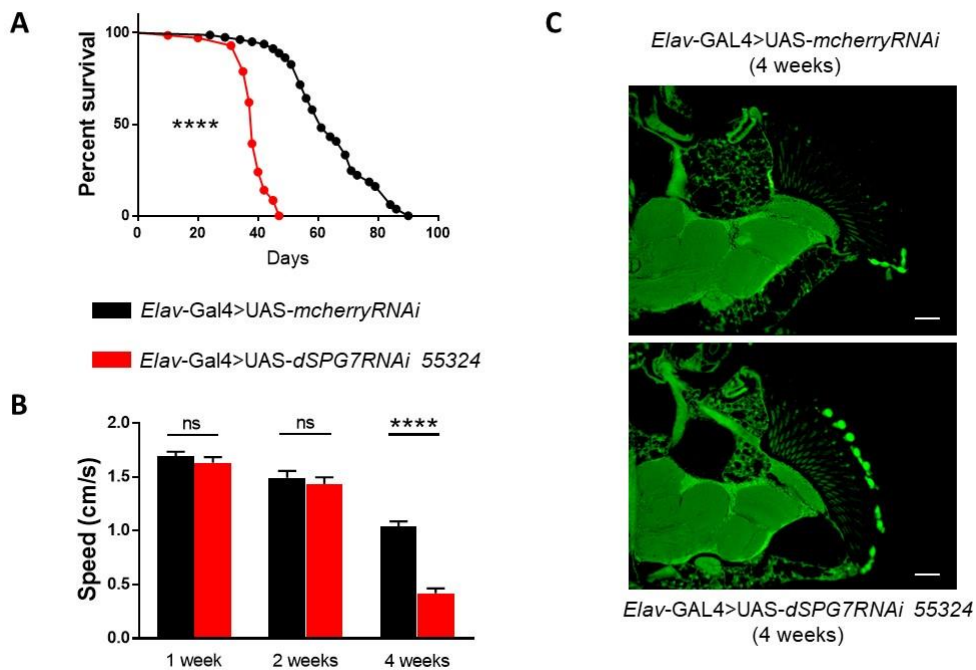 A
Percent survival
100
50
0
****
0 20 40 60 80 100
Days
Elav-Gal4>UAS-mcherryRNAi
Elav-Gal4>UAS-dSPG7RNAi 55324
B
Speed (cm/s)
2.0
1.5
1.0
0.5
0.0
ns ns ****
1 week 2 weeks 4 weeks
C
Elav-GAL4>UAS-mcherryRNAi
(4 weeks)
Elav-GAL4>UAS-dSPG7RNAi 55324
(4 weeks)